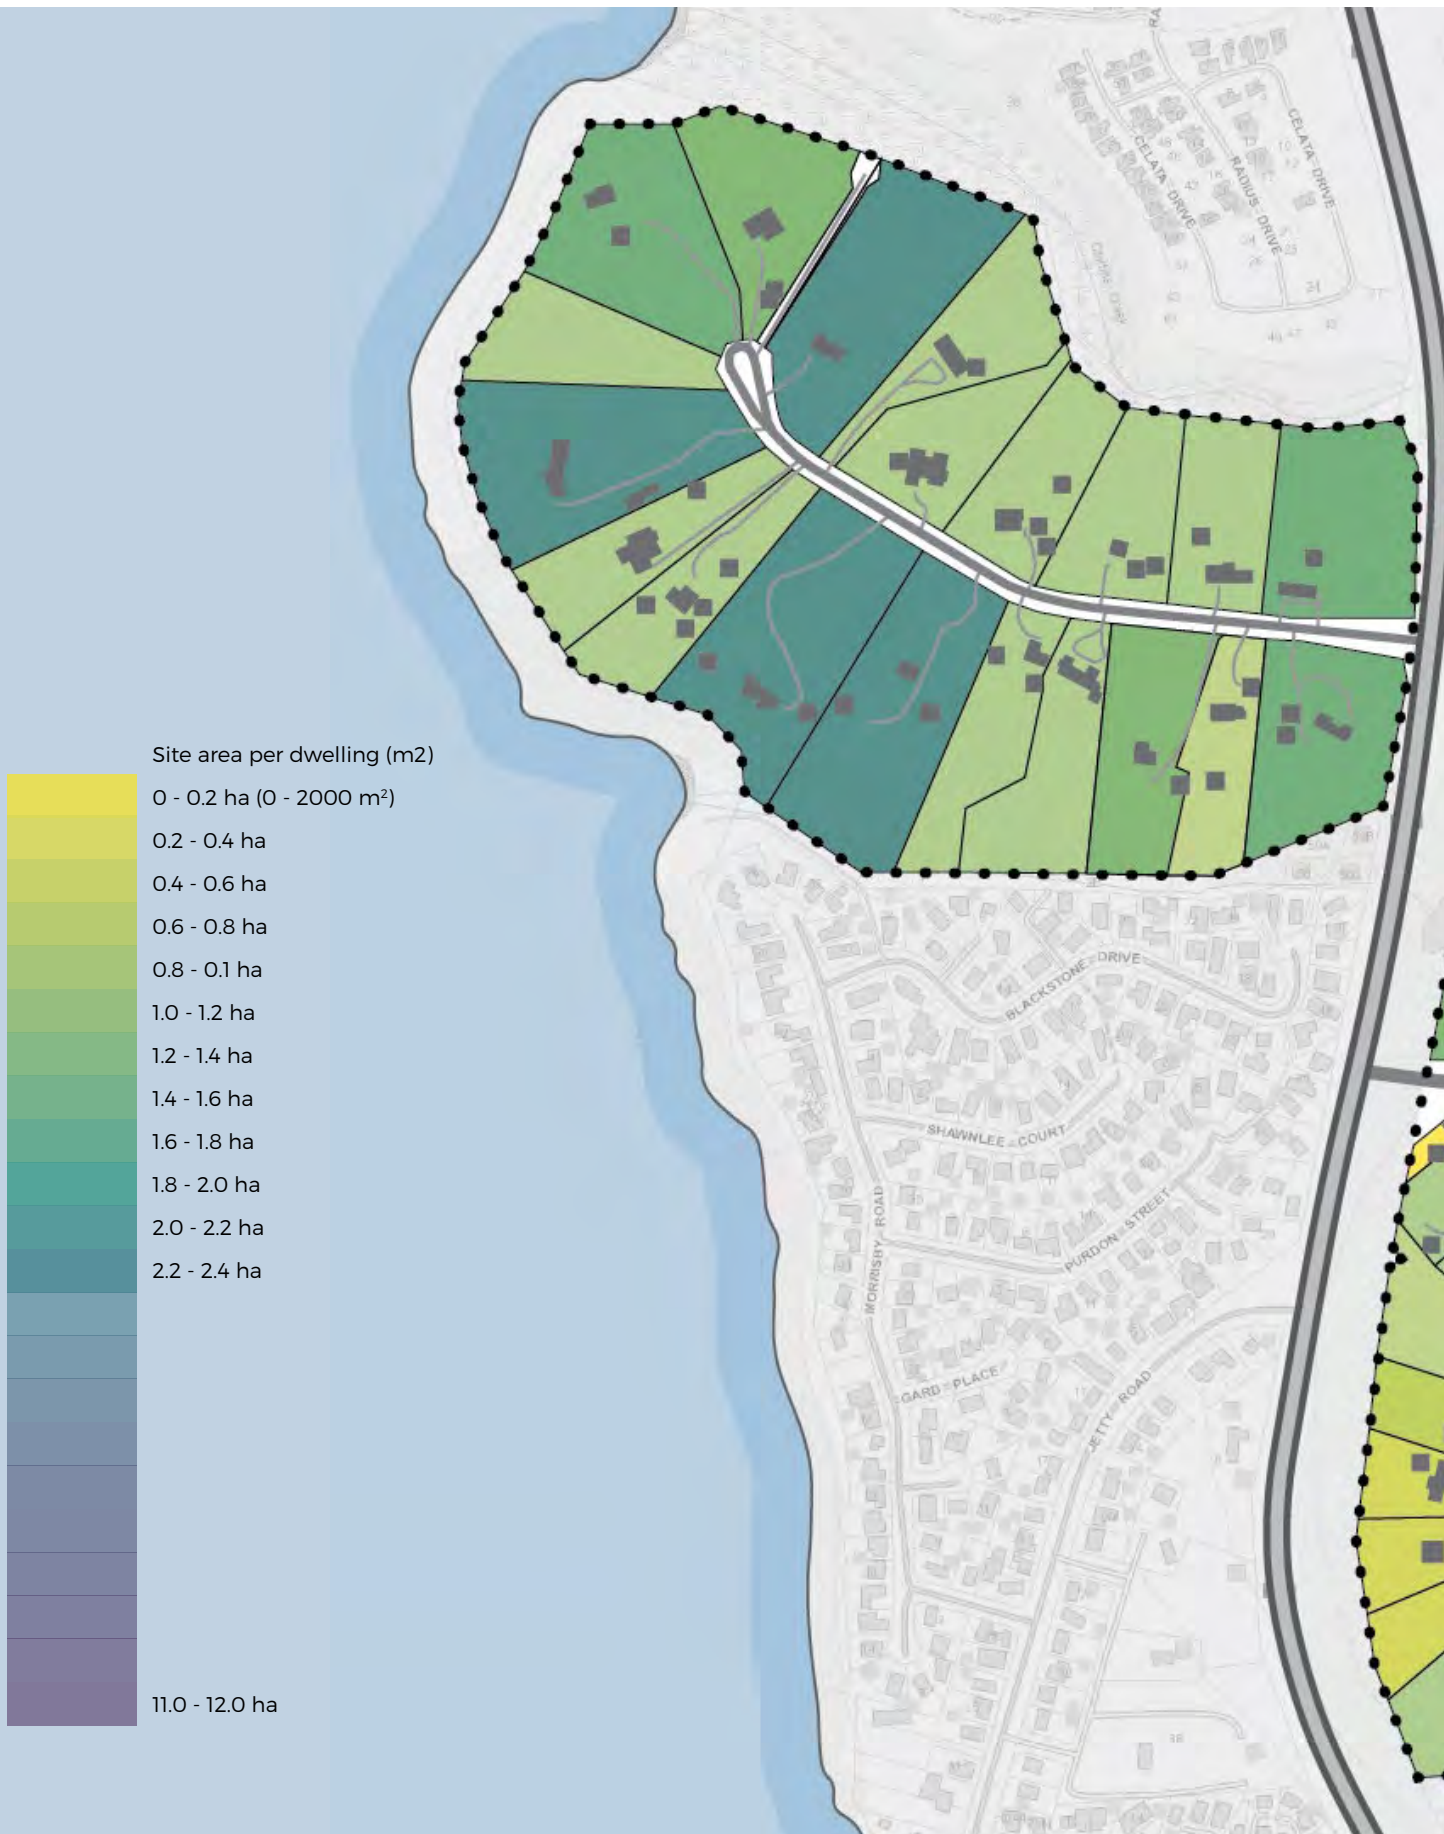 CELATA DRIVE
CELATA DRIVE
RADIUS DRIVE
Site area per dwelling (m2)
0 - 0.2 ha (0 - 2000 m²)
0.2 - 0.4 ha
0.4 - 0.6 ha
0.6 - 0.8 ha
0.8 - 0.1 ha
1.0 - 1.2 ha
1.2 - 1.4 ha
1.4 - 1.6 ha
1.6 - 1.8 ha
1.8 - 2.0 ha
2.0 - 2.2 ha
2.2 - 2.4 ha
11.0 - 12.0 ha
BLACKSTONE DRIVE
SHAWNLEE COURT
MORRISBY ROAD
PURDON STREET
GARD PLACE
JETTY ROAD